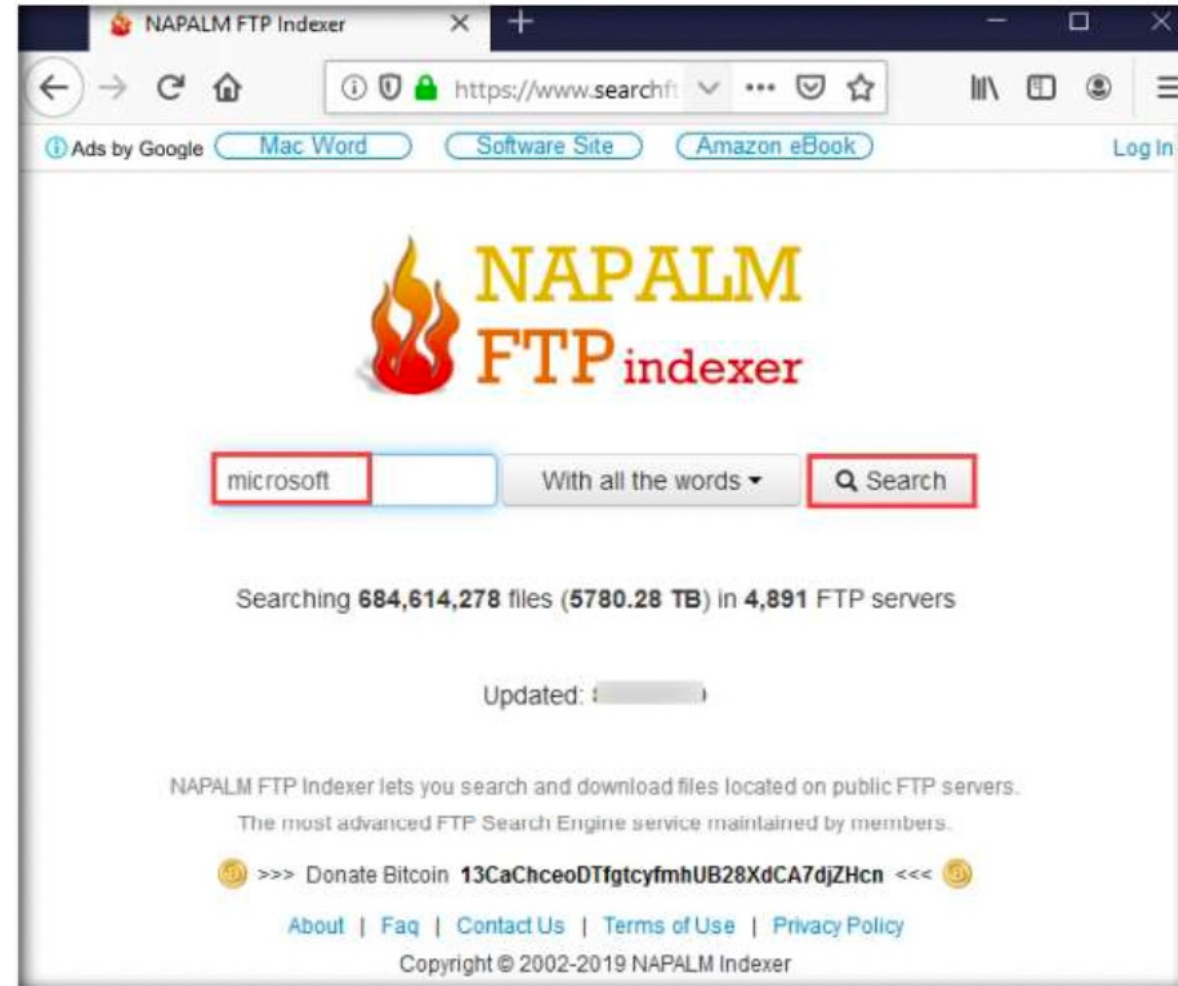 NAPALM FTP Indexer
https://www.searchft
Ads by Google Mac Word Software Site Amazon eBook Log In
NAPALM
FTP indexer
microsoft With all the words Search
Searching 684,614,278 files (5780.28 TB) in 4,891 FTP servers
Updated:
NAPALM FTP Indexer lets you search and download files located on public FTP servers.
The most advanced FTP Search Engine service maintained by members.
>>> Donate Bitcoin 13CaChceoDTfgtcyfmhUB28XdCA7djZHcn <<<
About | Faq | Contact Us | Terms of Use | Privacy Policy
Copyright © 2002-2019 NAPALM Indexer